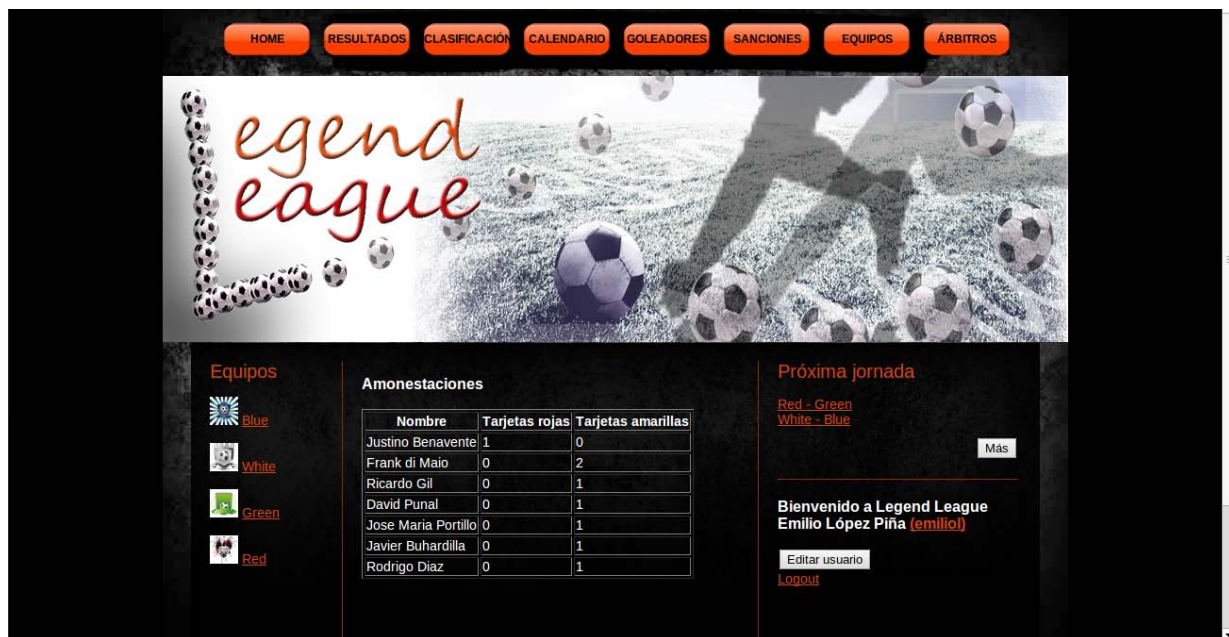 HOME RESULTADOS CLASIFICACIÓN CALENDARIO GOLEADORES SANCIONES EQUIPOS ÁRBITROS
egend
eague
Equipos
Blue
White
Green
Red
Amonestaciones
Nombre Tarjetas rojas Tarjetas amarillas
Justino Benavente 1 0
Frank di Maio 0 2
Ricardo Gil 0 1
David Punal 0 1
Jose Maria Portillo 0 1
Javier Buhardilla 0 1
Rodrigo Diaz 0 1
Próxima jornada
Red - Green
White - Blue
Más
Bienvenido a Legend League
Emilio López Piña (emiliol)
Editar usuario
Logout